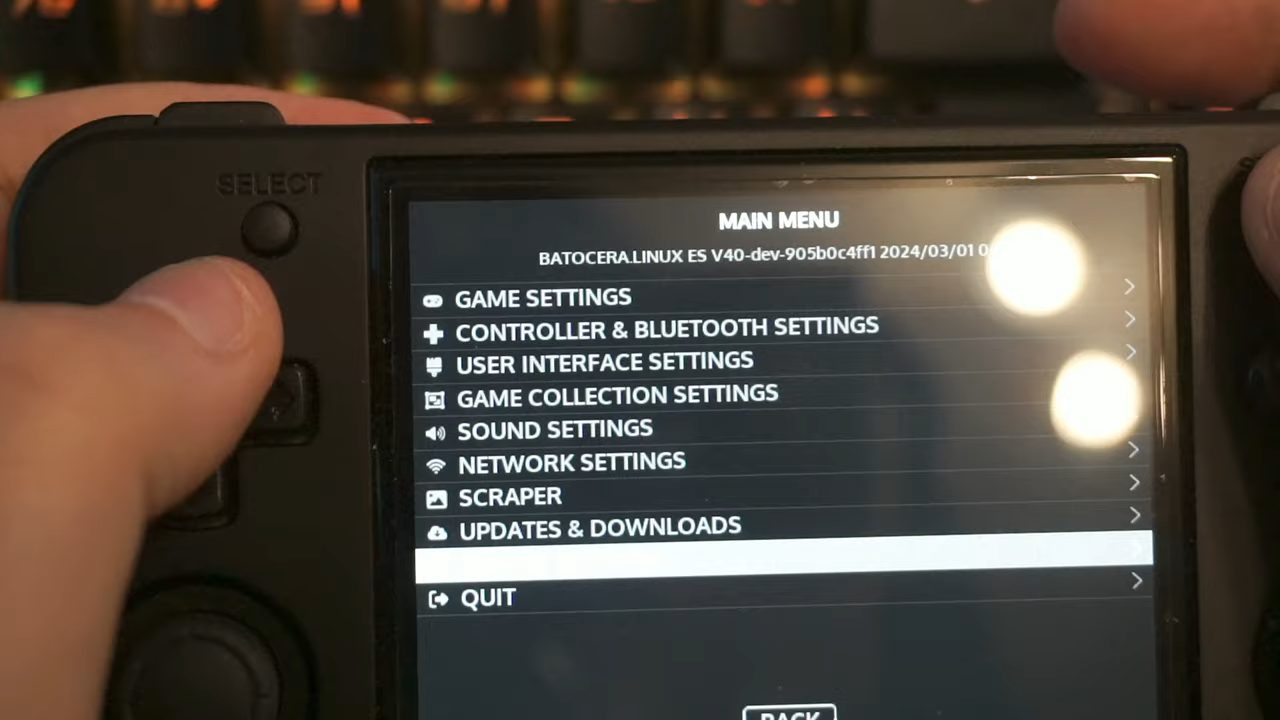 SELECT
MAIN MENU
BATOCERA.LINUX ES V40-dev-905b0c4ff1 2024/03/01
GAME SETTINGS
CONTROLLER & BLUETOOTH SETTINGS
USER INTERFACE SETTINGS
GAME COLLECTION SETTINGS
SOUND SETTINGS
NETWORK SETTINGS
SCRAPER
UPDATES & DOWNLOADS
QUIT
BACK